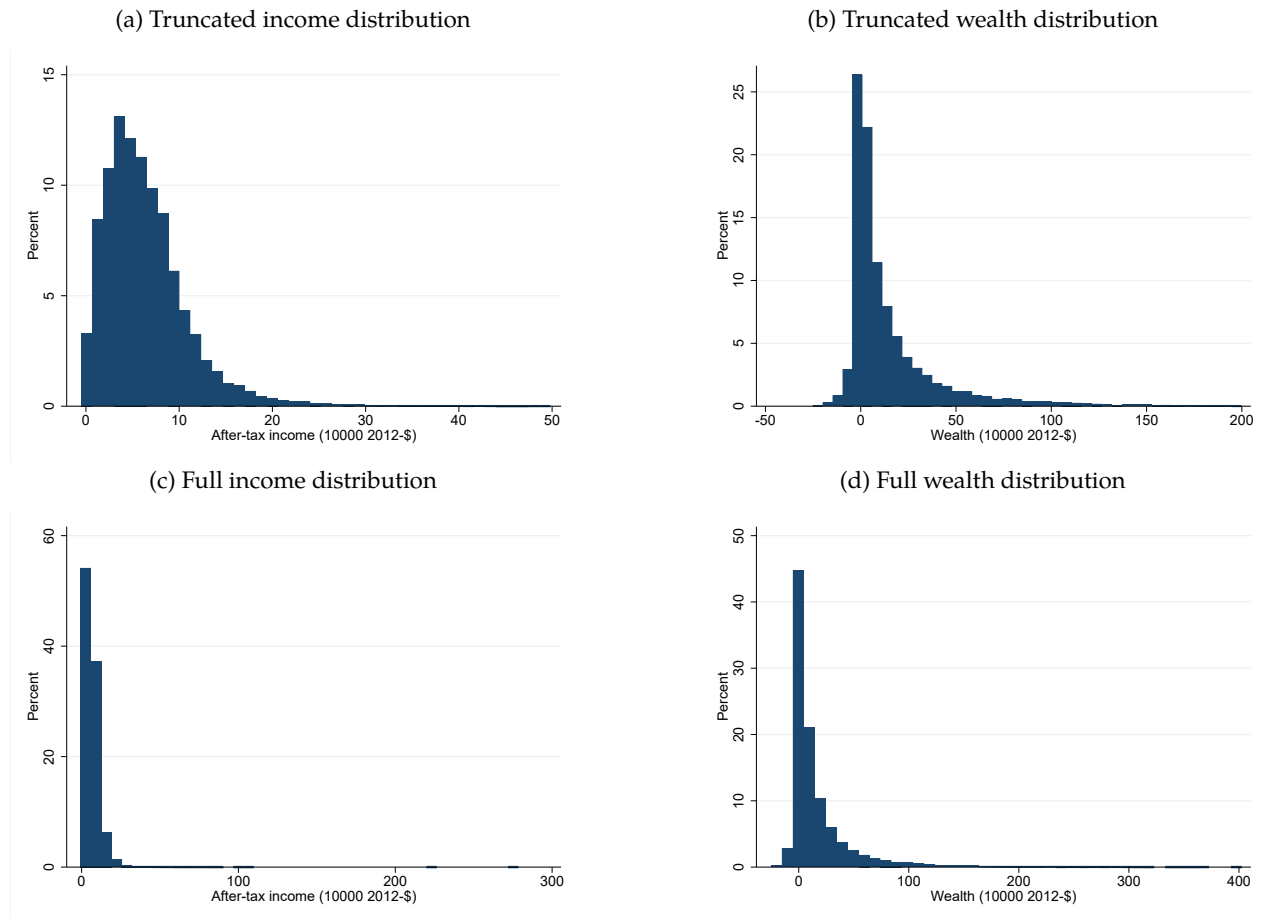 (a) Truncated income distribution
15
10
5
0
Percent
0 10 20 30 40 50
After-tax income (10000 2012-$)
(b) Truncated wealth distribution
25
20
15
10
5
0
Percent
-50 0 50 100 150 200
Wealth (10000 2012-$)
(c) Full income distribution
60
40
20
0
Percent
0 100 200 300
After-tax income (10000 2012-$)
(d) Full wealth distribution
50
40
30
20
10
0
Percent
0 100 200 300 400
Wealth (10000 2012-$)